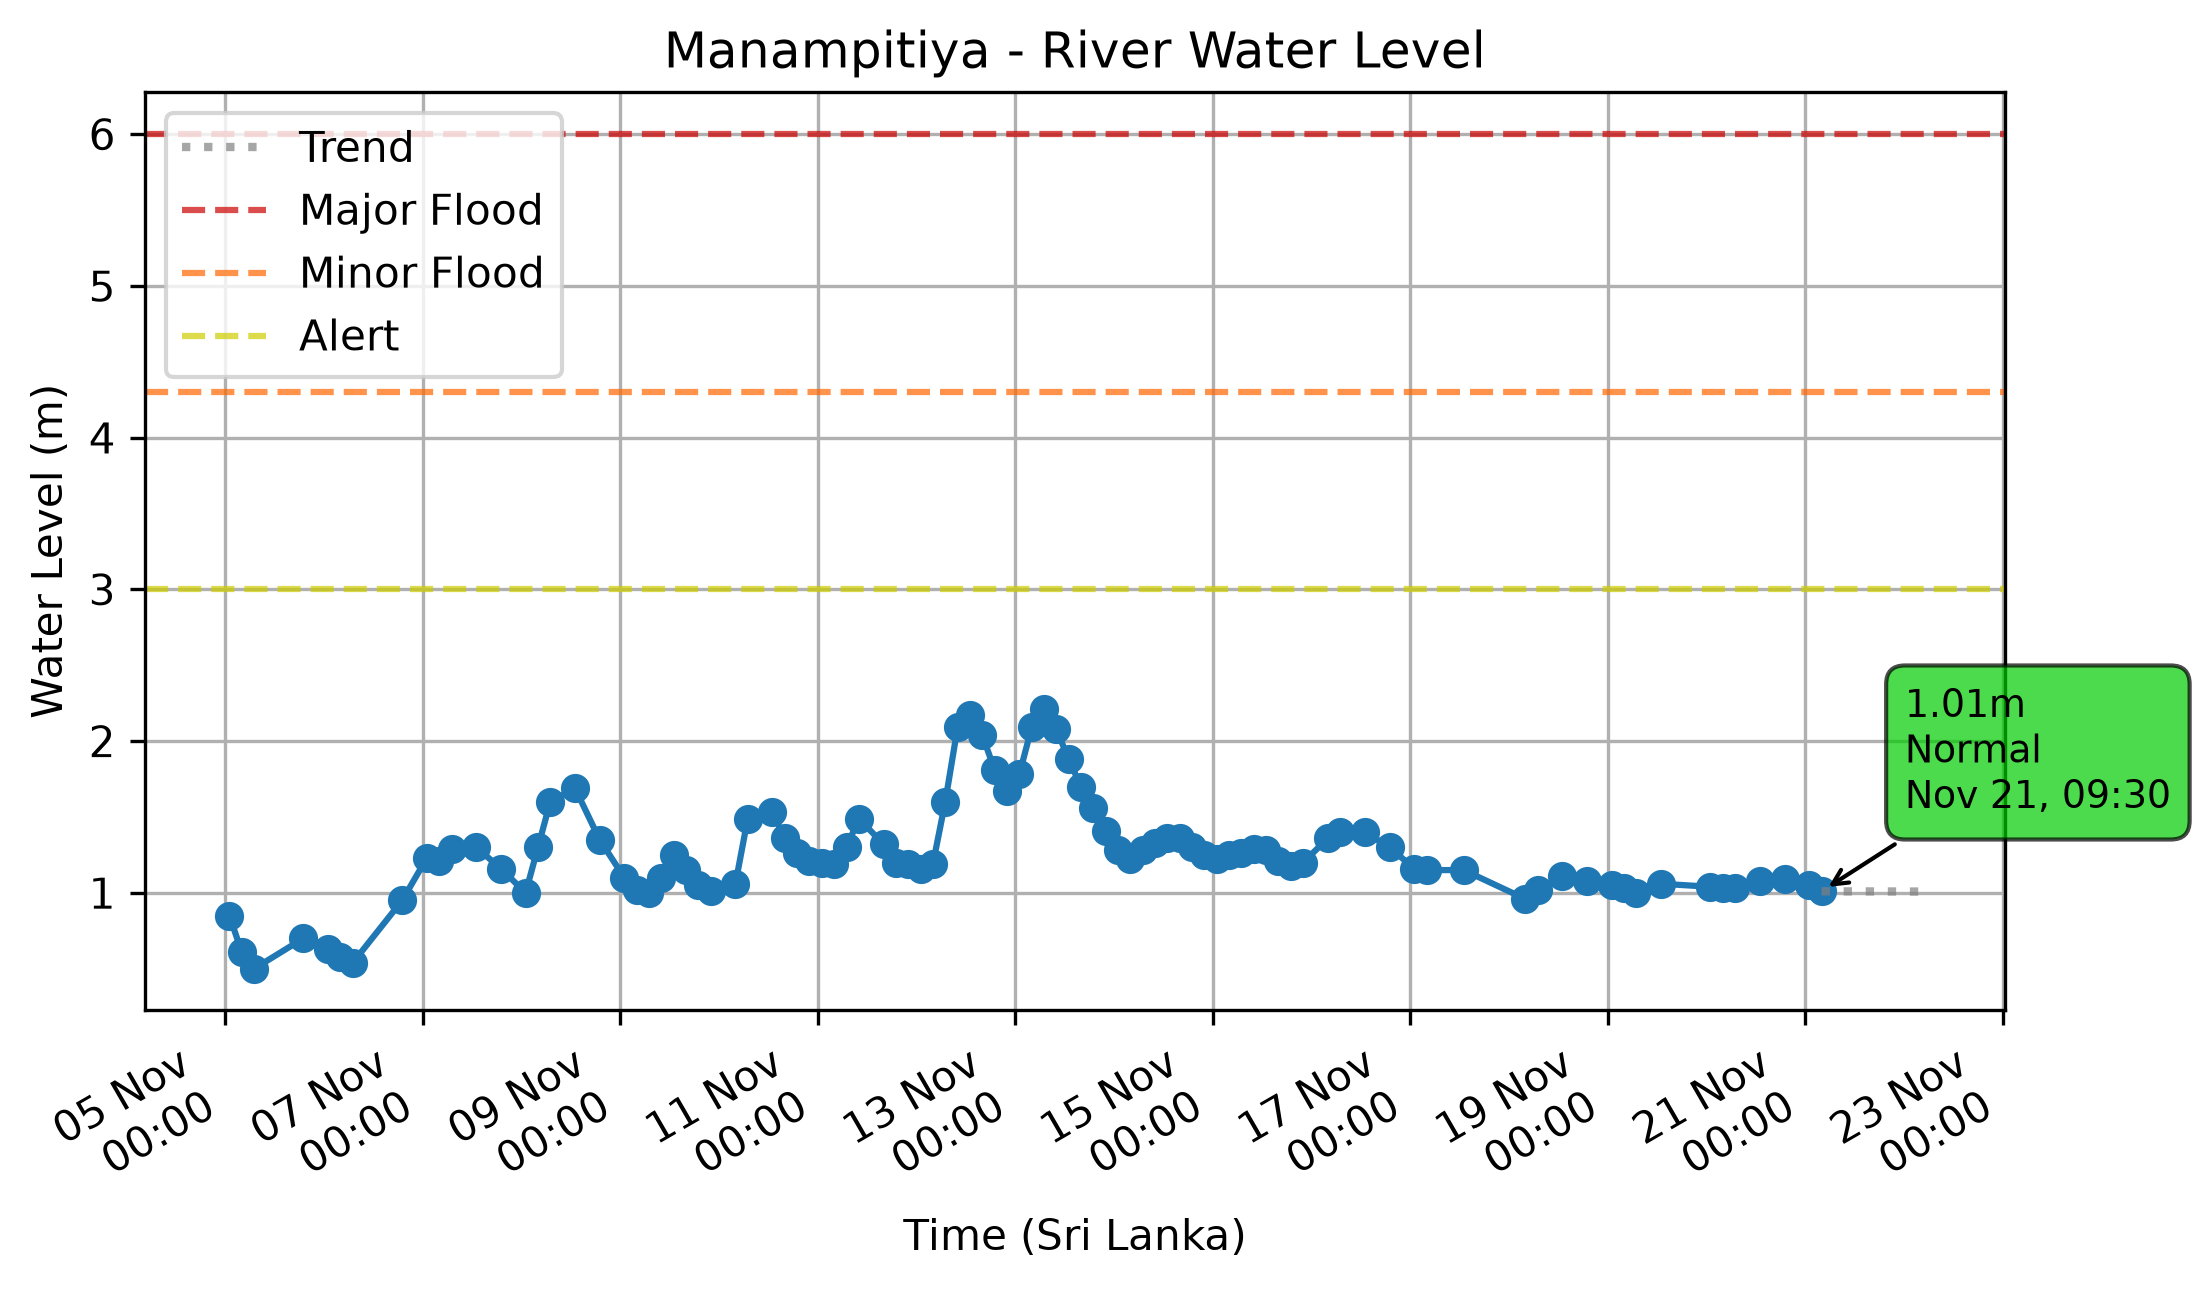 Manampitiya - River Water Level
Water Level (m)
6
5
4
3
2
1
Trend
Major Flood
Minor Flood
Alert
1.01m
Normal
Nov 21, 09:30
05 Nov
00:00
07 Nov
00:00
09 Nov
00:00
11 Nov
00:00
13 Nov
00:00
15 Nov
00:00
17 Nov
00:00
19 Nov
00:00
21 Nov
00:00
23 Nov
00:00
Time (Sri Lanka)